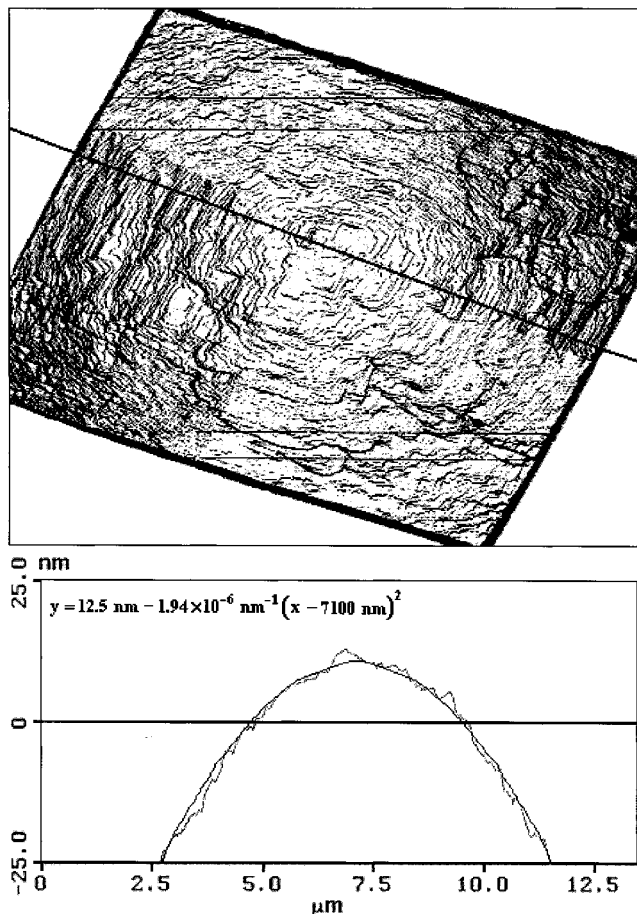 25.0 nm
y = 12.5 nm − 1.94×10⁻⁶ nm⁻¹(x − 7100 nm)²
0
-25.0
0 2.5 5.0 7.5 10.0 12.5
μm